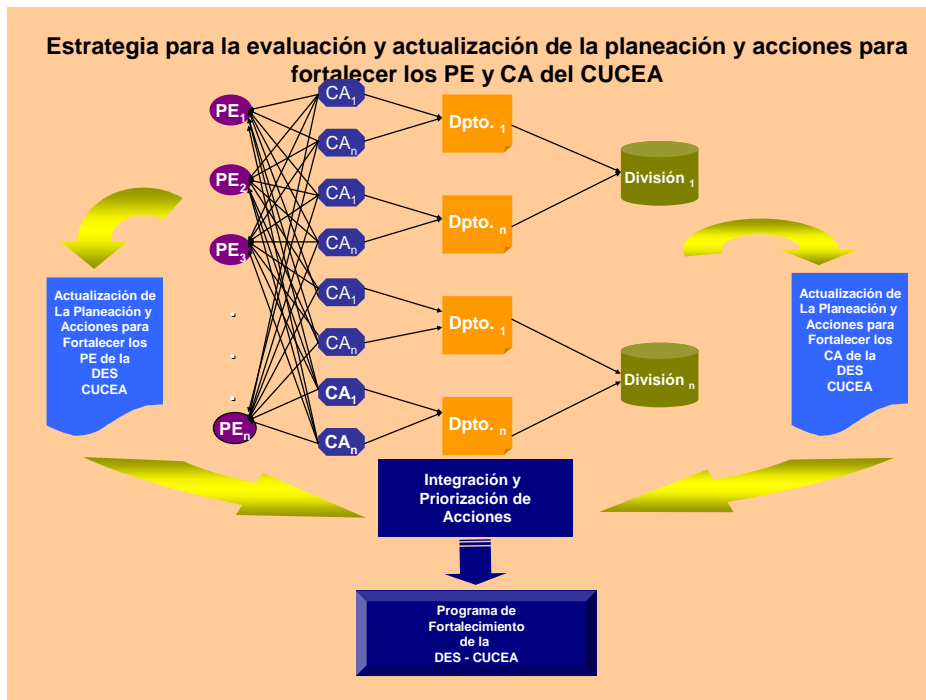 Estrategia para la evaluación y actualización de la planeación y acciones para
fortalecer los PE y CA del CUCEA
PE1
PE2
PE3
.
.
.
PEn
CA1
CAn
CA1
CAn
CA1
CAn
CA1
CAn
Dpto. 1
Dpto. n
Dpto. 1
Dpto. n
División 1
División n
Actualización de
La Planeación y
Acciones para
Fortalecer los
PE de la
DES
CUCEA
Actualización de
La Planeación y
Acciones para
Fortalecer los
CA de la
DES
CUCEA
Integración y
Priorización de
Acciones
Programa de
Fortalecimiento
de la
DES - CUCEA